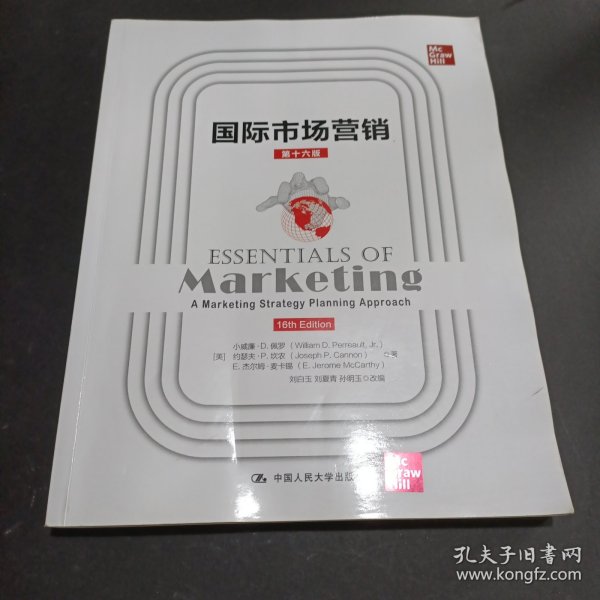 Mc
Graw
Hill
国际市场营销
第十六版
ESSENTIALS OF
Marketing
A Marketing Strategy Planning Approach
16th Edition
小威廉·D. 佩罗（William D. Perreault, Jr.）
[美] 约瑟夫·P. 坎农（Joseph P. Cannon） 著
E. 杰尔姆·麦卡锡（E. Jerome McCarthy）
刘白玉 刘夏青 孙明玉◎改编
中国人民大学出版
Mc
Graw
Hill
孔夫子旧书网
www.kongfz.com